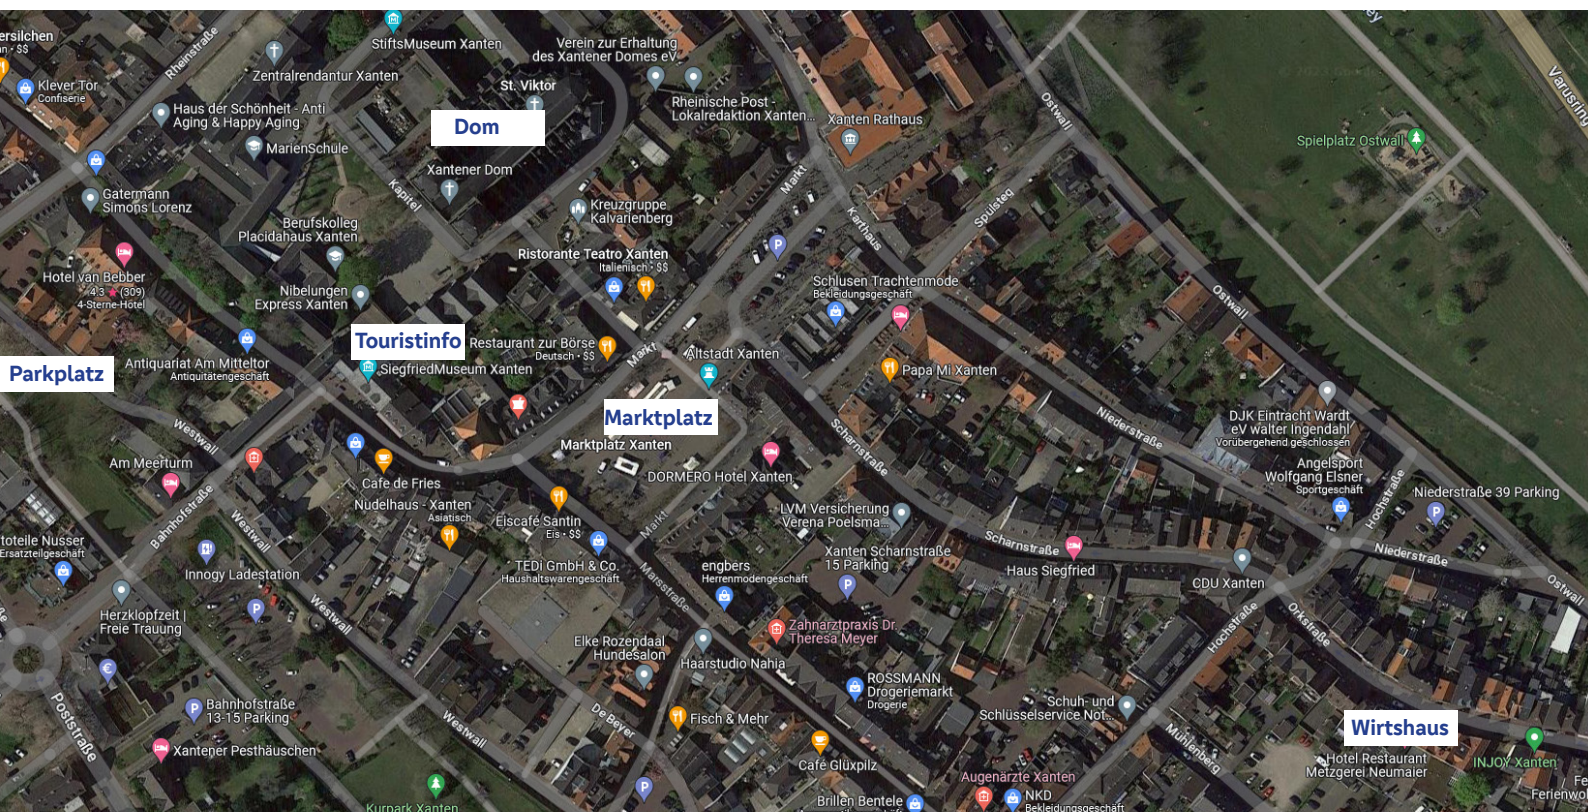 ersilchen
an • $$
Klever Tor
Confiserie
Rheinstraße
StiftsMuseum Xanten
Zentralrendantur Xanten
Verein zur Erhaltung
des Xantener Domes eV
St. Viktor
Dom
Rheinische Post -
Lokalredaktion Xanten...
Xanten Rathaus
Ostwall
Varusring
Spielplatz Ostwall
Haus der Schönheit - Anti
Aging & Happy Aging
MarienSchule
Xantener Dom
Kapitel
Markt
Gatermann
Simons Lorenz
Kreuzgruppe
Kalvarienberg
Karthaus
Spulsteg
Berufskolleg
Placidahaus Xanten
Hotel van Bebber
4,3 ★ (309)
4-Sterne-Hotel
Ristorante Teatro Xanten
Italienisch • $$
Nibelungen
Express Xanten
Schlusen Trachtenmode
Bekleidungsgeschäft
Ostwall
Touristinfo
Restaurant zur Börse
Deutsch • $$
Markt
Altstadt Xanten
Parkplatz
Antiquariat Am Mitteltor
Antiquitätengeschäft
SiegfriedMuseum Xanten
Papa Mi Xanten
Marktplatz
Marktplatz Xanten
Niederstraße
DJK Eintracht Wardt
eV walter Ingendahl
Vorübergehend geschlossen
Westwall
Scharnstraße
Am Meerturm
Cafe de Fries
DORMERO Hotel Xanten
Angelsport
Wolfgang Elsner
Sportgeschäft
Niederstraße 39 Parking
Hochstraße
Nudelhaus - Xanten
Asiatisch
Eiscafé Santin
Eis • $$
Markt
LVM Versicherung
Verena Poelsma...
Bahnhofstraße
Westwall
toteile Nusser
Ersatzteilgeschäft
Innogy Ladestation
TEDi GmbH & Co.
Haushaltswarengeschäft
Marsstraße
engbers
Herrenmodengeschäft
Xanten Scharnstraße
15 Parking
Scharnstraße
Haus Siegfried
CDU Xanten
Niederstraße
Ostwall
Herzklopfzeit |
Freie Trauung
Westwall
Zahnarztpraxis Dr.
Theresa Meyer
Hochstraße
Orkstraße
Elke Rozendaal
Hundesalon
Haarstudio Nahia
ROSSMANN
Drogeriemarkt
Drogerie
Poststraße
Bahnhofstraße
13-15 Parking
Westwall
De Beyer
Fisch & Mehr
Schuh- und
Schlüsselservice Not...
Wirtshaus
Xantener Pesthäuschen
Mühlenberg
Café Glüxpilz
Hotel Restaurant
Metzgerei Neumaier
INJOY Xanten
Augenärzte Xanten
NKD
Bekleidungsgeschäft
Kurpark Xanten
Brillen Bentele
Fe
Ferienwo